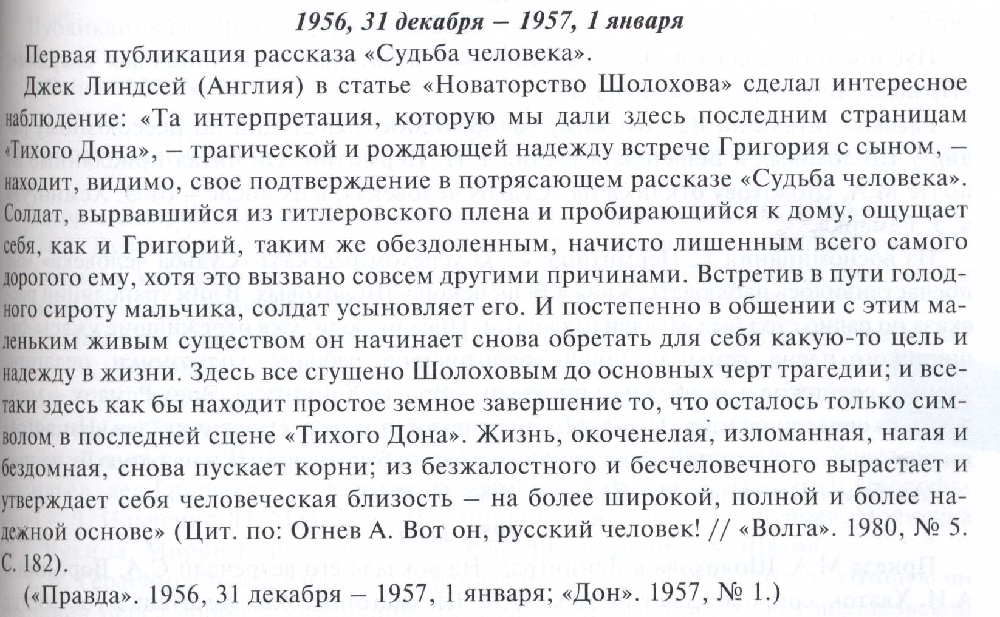 1956, 31 декабря – 1957, 1 января
Первая публикация рассказа «Судьба человека».
Джек Линдсей (Англия) в статье «Новаторство Шолохова» сделал интересное
наблюдение: «Та интерпретация, которую мы дали здесь последним страницам
«Тихого Дона», – трагической и рождающей надежду встрече Григория с сыном, –
находит, видимо, свое подтверждение в потрясающем рассказе «Судьба человека».
Солдат, вырвавшийся из гитлеровского плена и пробирающийся к дому, ощущает
себя, как и Григорий, таким же обездоленным, начисто лишенным всего самого
дорогого ему, хотя это вызвано совсем другими причинами. Встретив в пути голод-
ного сироту мальчика, солдат усыновляет его. И постепенно в общении с этим ма-
леньким живым существом он начинает снова обретать для себя какую-то цель и
надежду в жизни. Здесь все сгущено Шолоховым до основных черт трагедии; и все-
таки здесь как бы находит простое земное завершение то, что осталось только сим-
волом в последней сцене «Тихого Дона». Жизнь, окоченелая, изломанная, нагая и
бездомная, снова пускает корни; из безжалостного и бесчеловечного вырастает и
утверждает себя человеческая близость – на более широкой, полной и более на-
дежной основе» (Цит. по: Огнев А. Вот он, русский человек! // «Волга». 1980, № 5.
С. 182).
(«Правда». 1956, 31 декабря – 1957, 1 января; «Дон». 1957, № 1.)